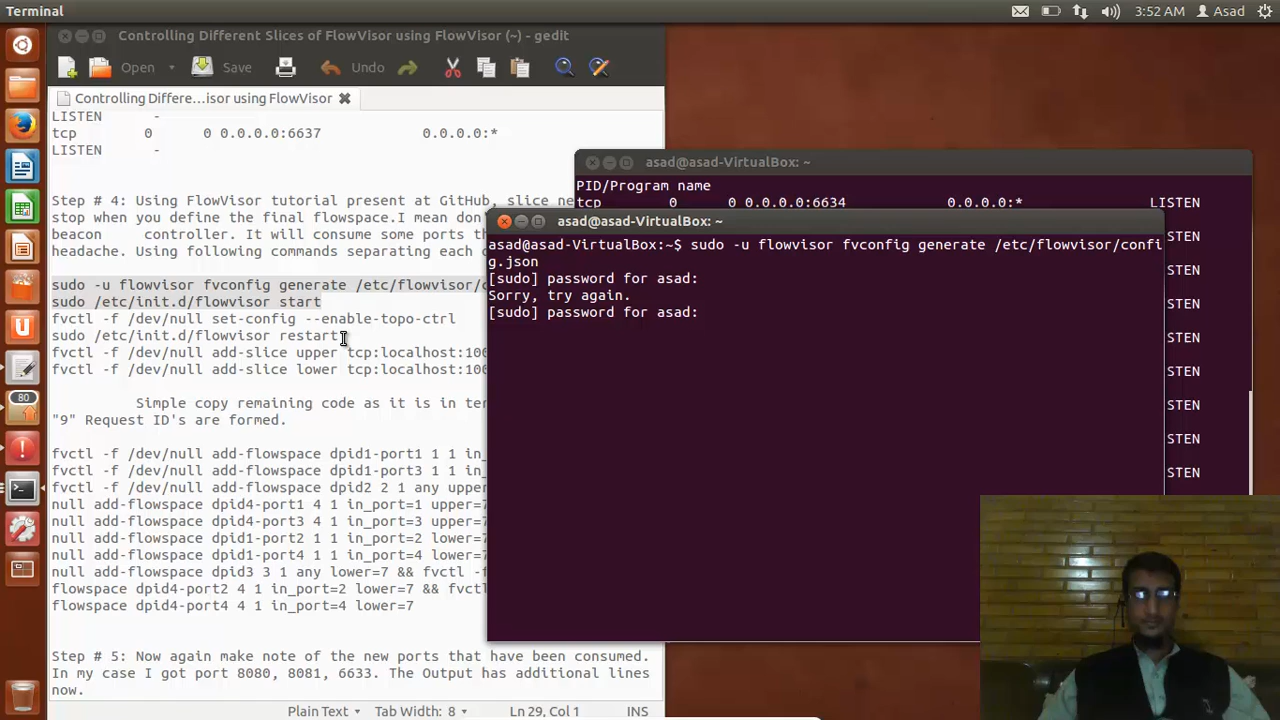 Terminal
3:52 AM
Asad
Controlling Different Slices of FlowVisor using FlowVisor (~) - gedit
Open
Save
Undo
Controlling Differe...isor using FlowVisor
LISTEN -
tcp 0 0 0.0.0.0:6637 0.0.0.0:*
LISTEN -
Step # 4: Using FlowVisor tutorial present at GitHub, slice ne
stop when you define the final flowspace.I mean don
beacon controller. It will consume some ports th
headache. Using following commands separating each c
sudo -u flowvisor fvconfig generate /etc/flowvisor/c
sudo /etc/init.d/flowvisor start
fvctl -f /dev/null set-config --enable-topo-ctrl
sudo /etc/init.d/flowvisor restart
fvctl -f /dev/null add-slice upper tcp:localhost:100
fvctl -f /dev/null add-slice lower tcp:localhost:100
Simple copy remaining code as it is in te
"9" Request ID's are formed.
fvctl -f /dev/null add-flowspace dpid1-port1 1 1 in_
fvctl -f /dev/null add-flowspace dpid1-port3 1 1 in_
fvctl -f /dev/null add-flowspace dpid2 2 1 any upper
null add-flowspace dpid4-port1 4 1 in_port=1 upper=7
null add-flowspace dpid4-port3 4 1 in_port=3 upper=7
null add-flowspace dpid1-port2 1 1 in_port=2 lower=7
null add-flowspace dpid1-port4 1 1 in_port=4 lower=7
null add-flowspace dpid3 3 1 any lower=7 && fvctl -f
flowspace dpid4-port2 4 1 in_port=2 lower=7 && fvctl
flowspace dpid4-port4 4 1 in_port=4 lower=7
Step # 5: Now again make note of the new ports that have been consumed.
In my case I got port 8080, 8081, 6633. The Output has additional lines
now.
Plain Text
Tab Width: 8
Ln 29, Col 1
INS
80
asad@asad-VirtualBox: ~
PID/Program name
tcp 0 0 0.0.0.0:6634 0.0.0.0:* LISTEN
STEN
STEN
STEN
STEN
STEN
STEN
STEN
STEN
asad@asad-VirtualBox: ~
asad@asad-VirtualBox:~$ sudo -u flowvisor fvconfig generate /etc/flowvisor/confi
g.json
[sudo] password for asad:
Sorry, try again.
[sudo] password for asad: